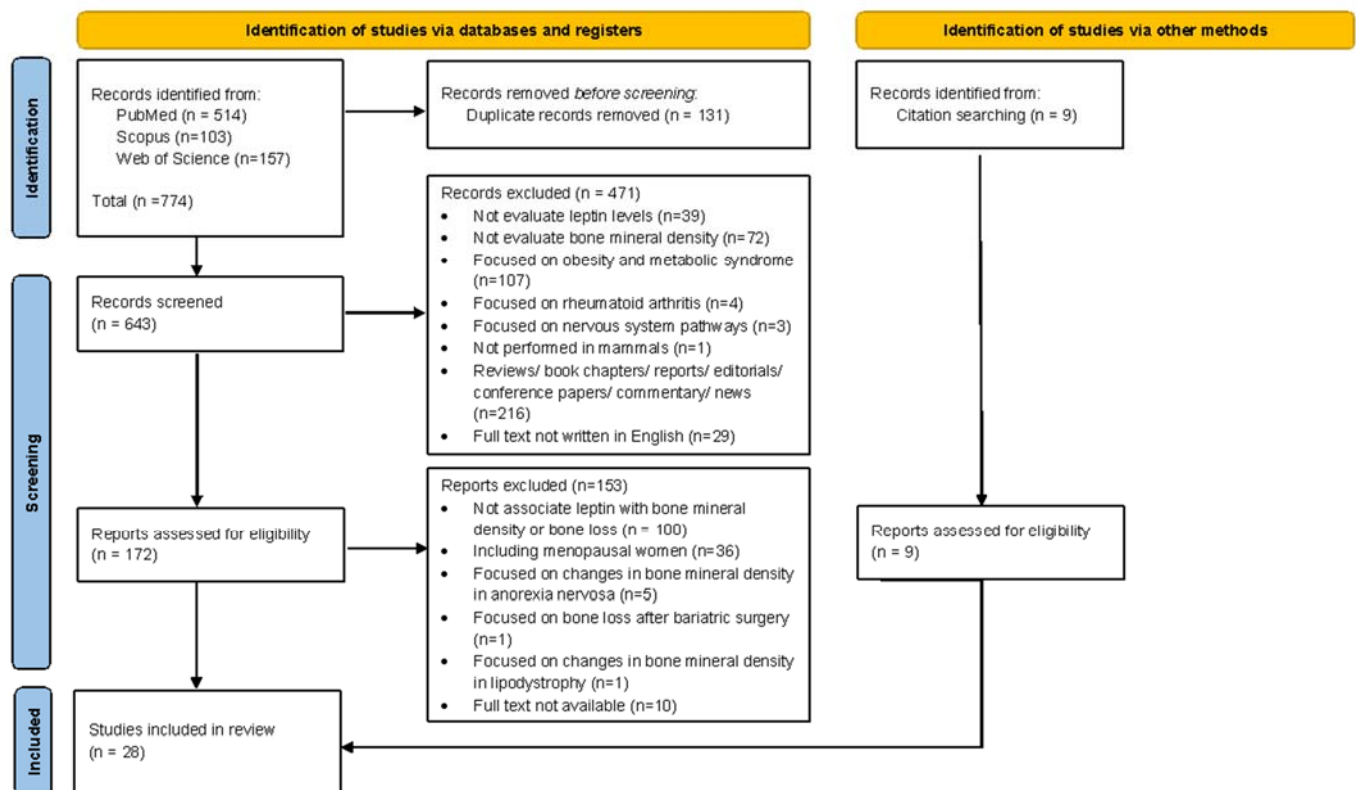 Identification of studies via databases and registers
Identification of studies via other methods
Identification
Records identified from:
PubMed (n = 514)
Scopus (n=103)
Web of Science (n=157)
Total (n =774)
Records removed before screening:
Duplicate records removed (n = 131)
Records identified from:
Citation searching (n = 9)
Screening
Records screened
(n = 643)
Records excluded (n = 471)
• Not evaluate leptin levels (n=39)
• Not evaluate bone mineral density (n=72)
• Focused on obesity and metabolic syndrome
(n=107)
• Focused on rheumatoid arthritis (n=4)
• Focused on nervous system pathways (n=3)
• Not performed in mammals (n=1)
• Reviews/ book chapters/ reports/ editorials/
conference papers/ commentary/ news
(n=216)
• Full text not written in English (n=29)
Reports assessed for eligibility
(n = 172)
Reports excluded (n=153)
• Not associate leptin with bone mineral
density or bone loss (n = 100)
• Including menopausal women (n=36)
• Focused on changes in bone mineral density
in anorexia nervosa (n=5)
• Focused on bone loss after bariatric surgery
(n=1)
• Focused on changes in bone mineral density
in lipodystrophy (n=1)
• Full text not available (n=10)
Reports assessed for eligibility
(n = 9)
Included
Studies included in review
(n = 28)